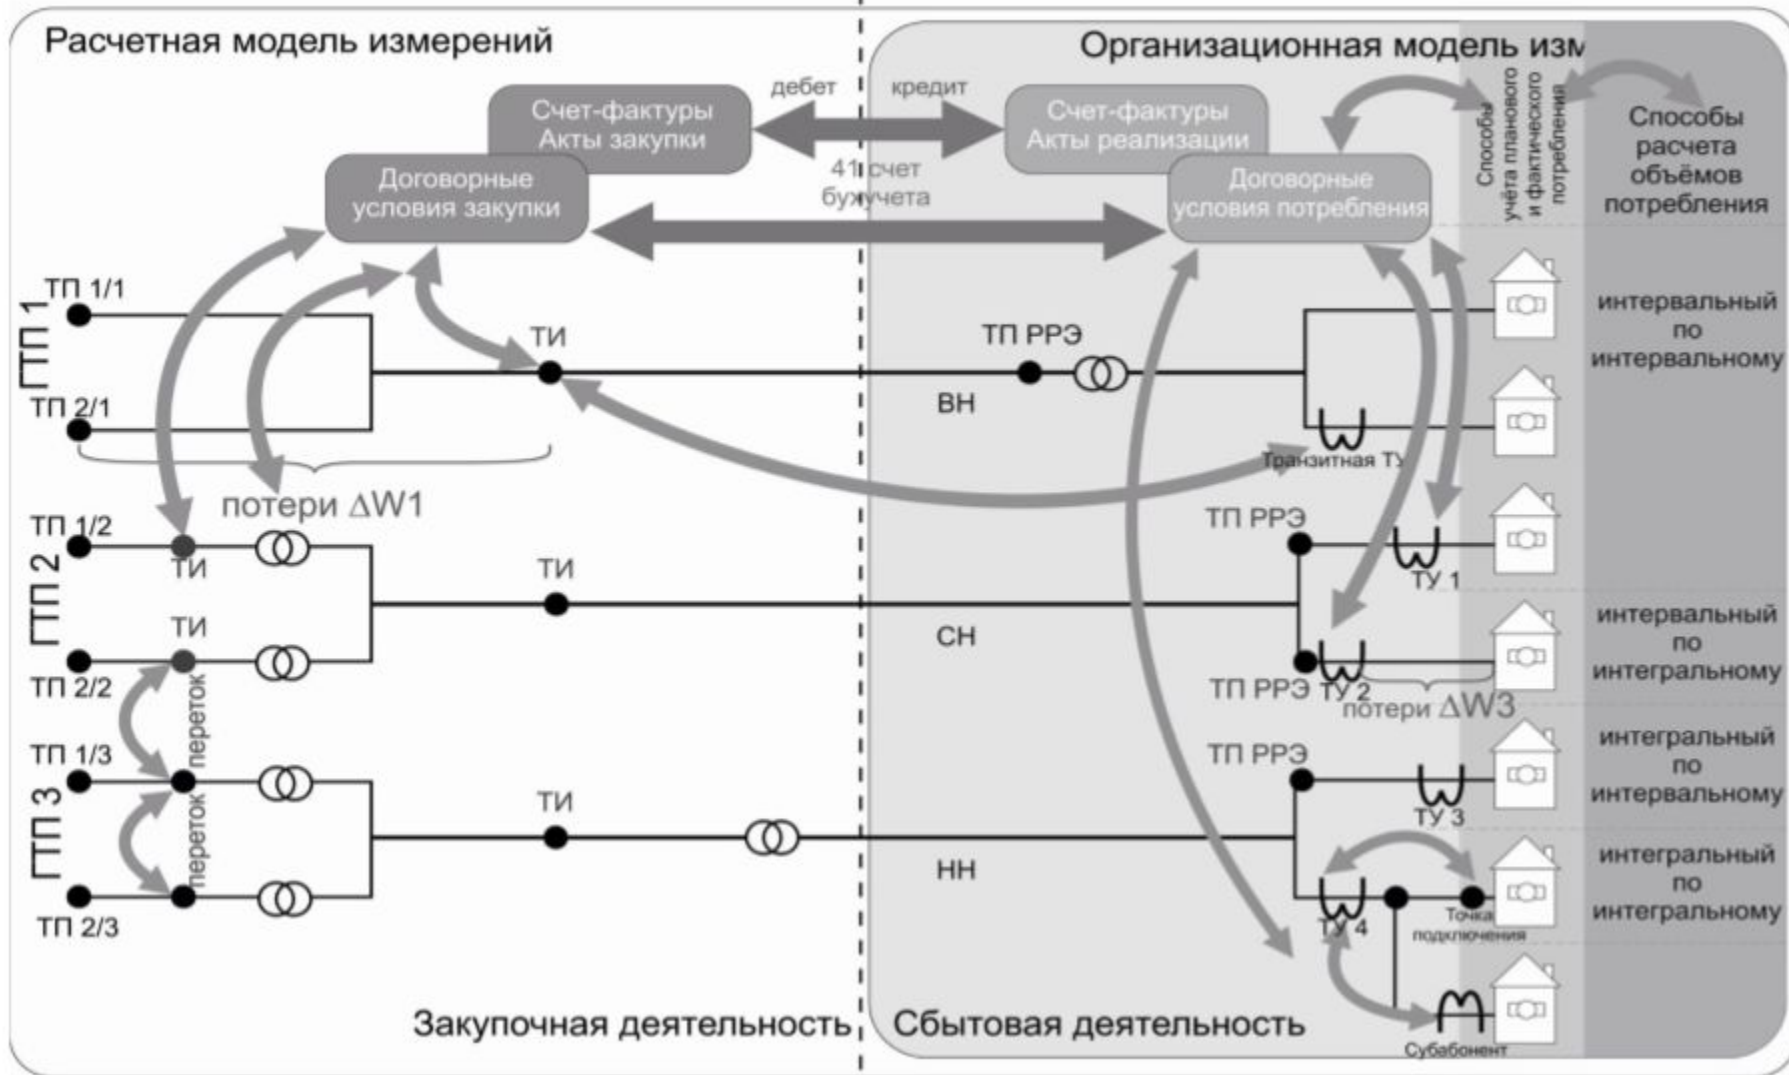 Расчетная модель измерений
Организационная модель изм
дебет
кредит
Счет-фактуры
Акты закупки
Счет-фактуры
Акты реализации
41 счет
бухучета
Договорные
условия закупки
Договорные
условия потребления
Способы
учёта планового
и фактического
потребления
Способы
расчета
объёмов
потребления
ГТП 1
ТП 1/1
ТП 2/1
ТИ
ТП РРЭ
ВН
Транзитная ТУ
интервальный
по
интервальному
потери ΔW1
ГТП 2
ТП 1/2
ТИ
ТИ
ТП 2/2
ТИ
СН
ТП РРЭ
ТУ 1
ТП РРЭ
ТУ 2
потери ΔW3
интервальный
по
интегральному
переток
ГТП 3
ТП 1/3
переток
ТП 2/3
ТИ
НН
ТП РРЭ
ТУ 3
интегральный
по
интервальному
ТУ 4
Точка
подключения
интегральный
по
интегральному
Субабонент
Закупочная деятельность
Сбытовая деятельность